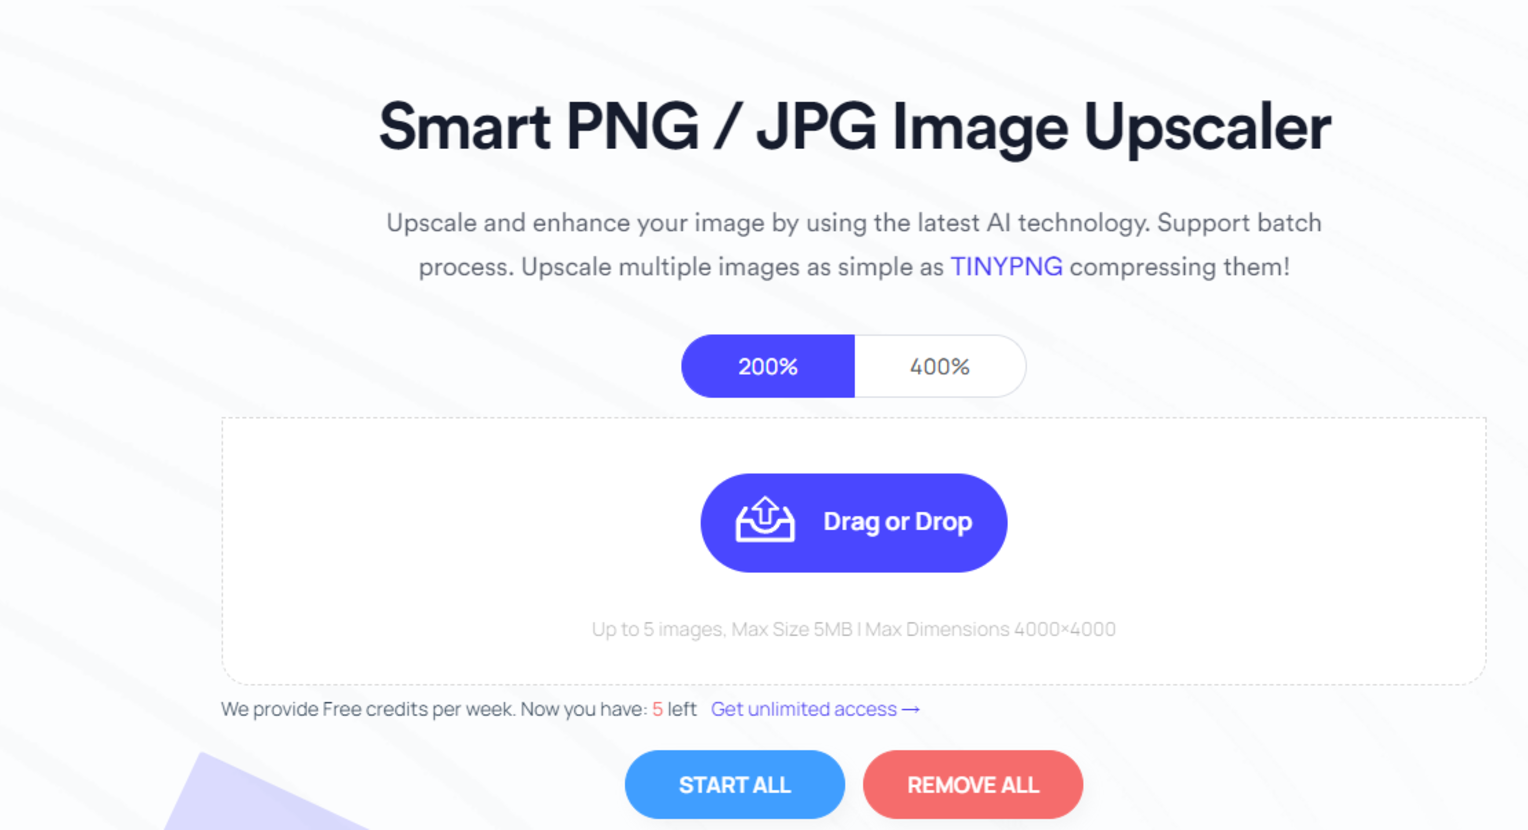 Smart PNG / JPG Image Upscaler
Upscale and enhance your image by using the latest AI technology. Support batch
process. Upscale multiple images as simple as TINYPNG compressing them!
200%
400%
Drag or Drop
Up to 5 images, Max Size 5MB | Max Dimensions 4000×4000
We provide Free credits per week. Now you have: 5 left Get unlimited access →
START ALL
REMOVE ALL